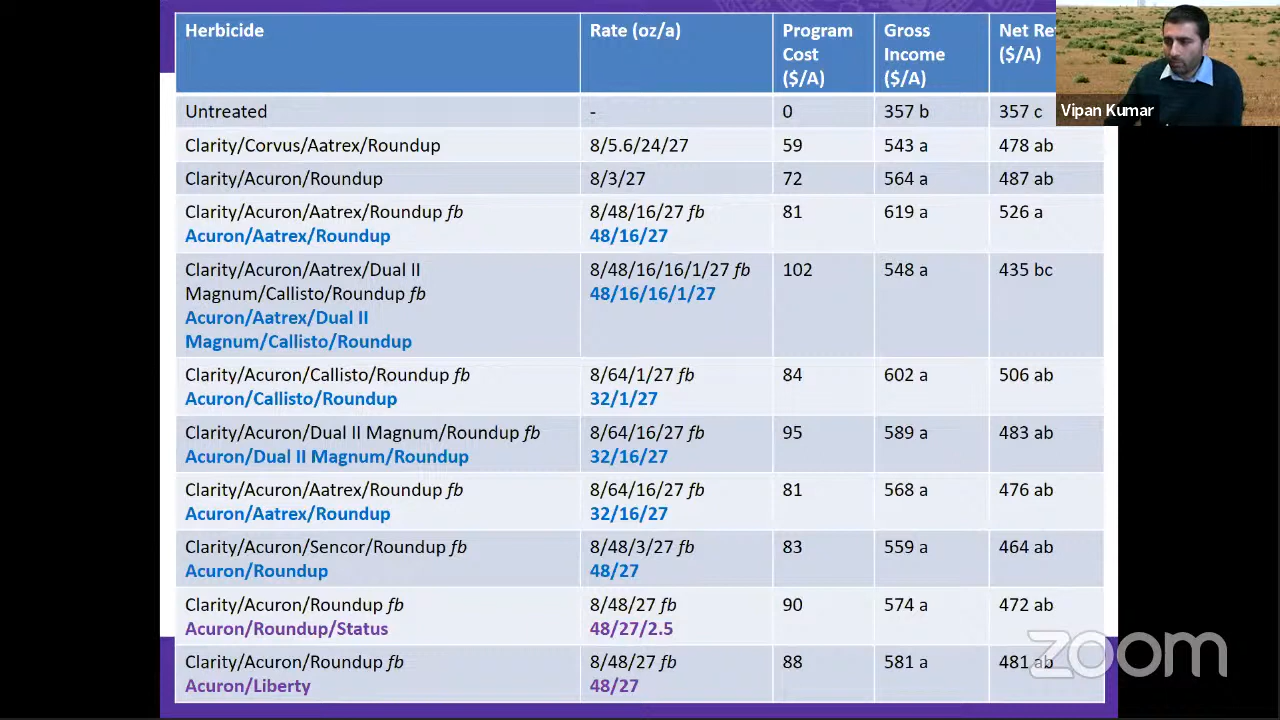 Herbicide Rate (oz/a) Program Gross Net Re
Cost Income ($/A)
($/A) ($/A)
Untreated - 0 357 b 357 c
Clarity/Corvus/Aatrex/Roundup 8/5.6/24/27 59 543 a 478 ab
Clarity/Acuron/Roundup 8/3/27 72 564 a 487 ab
Clarity/Acuron/Aatrex/Roundup fb 8/48/16/27 fb 81 619 a 526 a
Acuron/Aatrex/Roundup 48/16/27
Clarity/Acuron/Aatrex/Dual II 8/48/16/16/1/27 fb 102 548 a 435 bc
Magnum/Callisto/Roundup fb 48/16/16/1/27
Acuron/Aatrex/Dual II
Magnum/Callisto/Roundup
Clarity/Acuron/Callisto/Roundup fb 8/64/1/27 fb 84 602 a 506 ab
Acuron/Callisto/Roundup 32/1/27
Clarity/Acuron/Dual II Magnum/Roundup fb 8/64/16/27 fb 95 589 a 483 ab
Acuron/Dual II Magnum/Roundup 32/16/27
Clarity/Acuron/Aatrex/Roundup fb 8/64/16/27 fb 81 568 a 476 ab
Acuron/Aatrex/Roundup 32/16/27
Clarity/Acuron/Sencor/Roundup fb 8/48/3/27 fb 83 559 a 464 ab
Acuron/Roundup 48/27
Clarity/Acuron/Roundup fb 8/48/27 fb 90 574 a 472 ab
Acuron/Roundup/Status 48/27/2.5
Clarity/Acuron/Roundup fb 8/48/27 fb 88 581 a 481 ab
Acuron/Liberty 48/27
Vipan Kumar
zoom